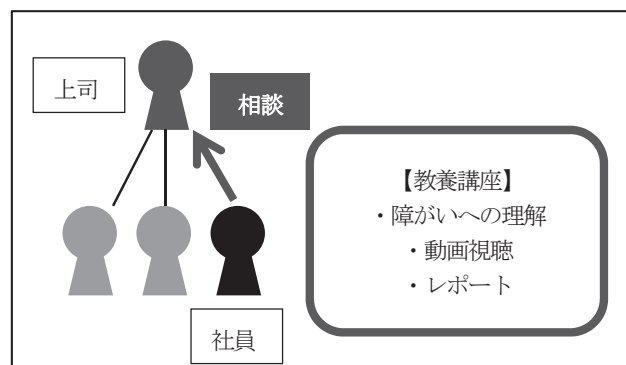 上司
相談
【教養講座】
・障がいへの理解
・動画視聴
・レポート
社員